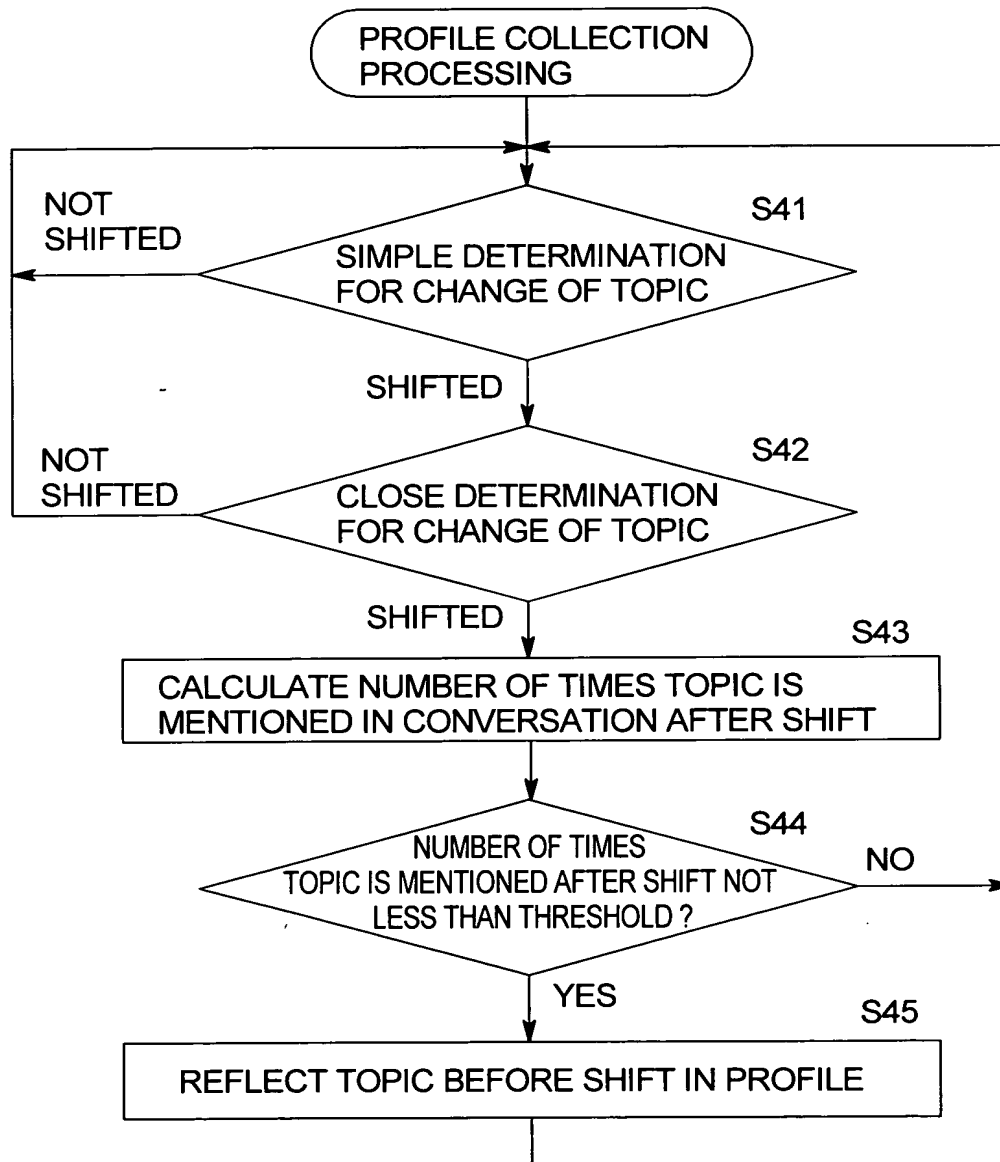 PROFILE COLLECTION
PROCESSING
NOT
SHIFTED
S41
SIMPLE DETERMINATION
FOR CHANGE OF TOPIC
SHIFTED
NOT
SHIFTED
S42
CLOSE DETERMINATION
FOR CHANGE OF TOPIC
SHIFTED
S43
CALCULATE NUMBER OF TIMES TOPIC IS
MENTIONED IN CONVERSATION AFTER SHIFT
S44
NUMBER OF TIMES
TOPIC IS MENTIONED AFTER SHIFT NOT
LESS THAN THRESHOLD ?
NO
YES
S45
REFLECT TOPIC BEFORE SHIFT IN PROFILE